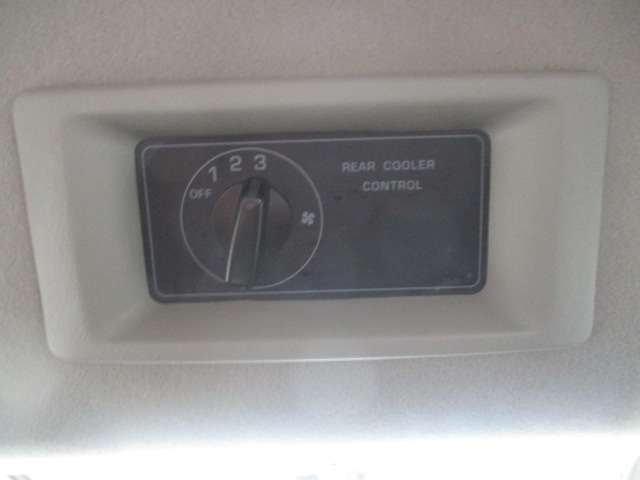 OFF 1 2 3
REAR COOLER
CONTROL